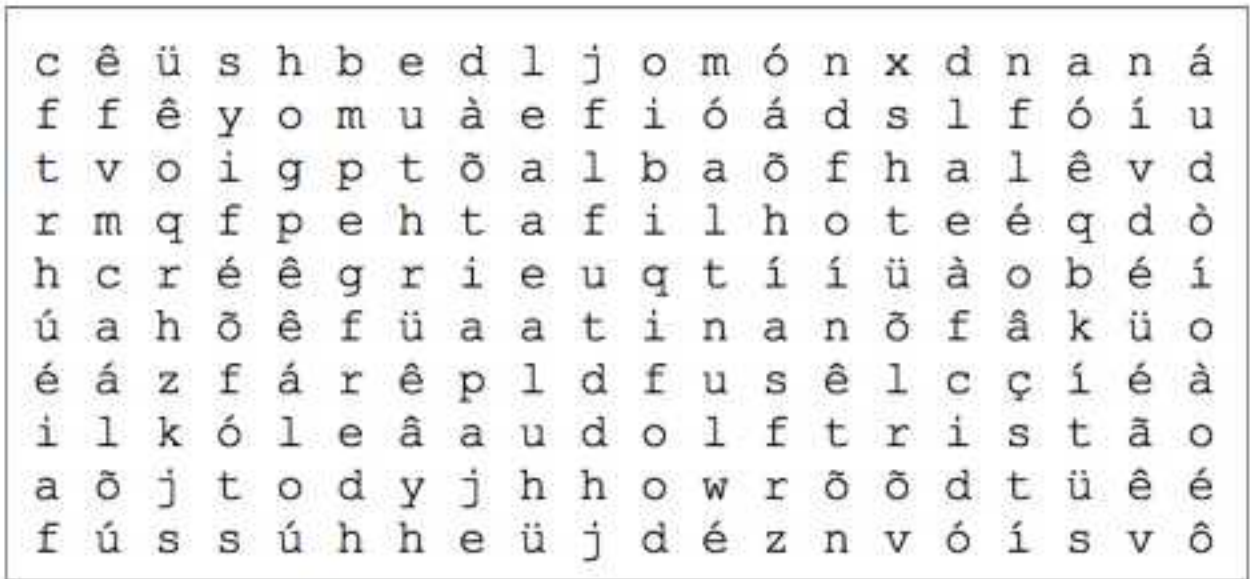 c ê ü s h b e d l j o m ó n x d n a n á
f f ê y o m u à e f i ó á d s l f ó í u
t v o i g p t õ a l b a õ f h a l ê v d
r m q f p e h t a f i l h o t e é q d ò
h c r é ê g r i e u q t í í ü à o b é í
ú a h õ ê f ü a a t i n a n õ f â k ü o
é á z f á r ê p l d f u s ê l c ç í é à
i l k ó l e â a u d o l f t r i s t ã o
a õ j t o d y j h h o w r õ õ d t ü ê é
f ú s s ú h h e ü j d é z n v ó í s v ô